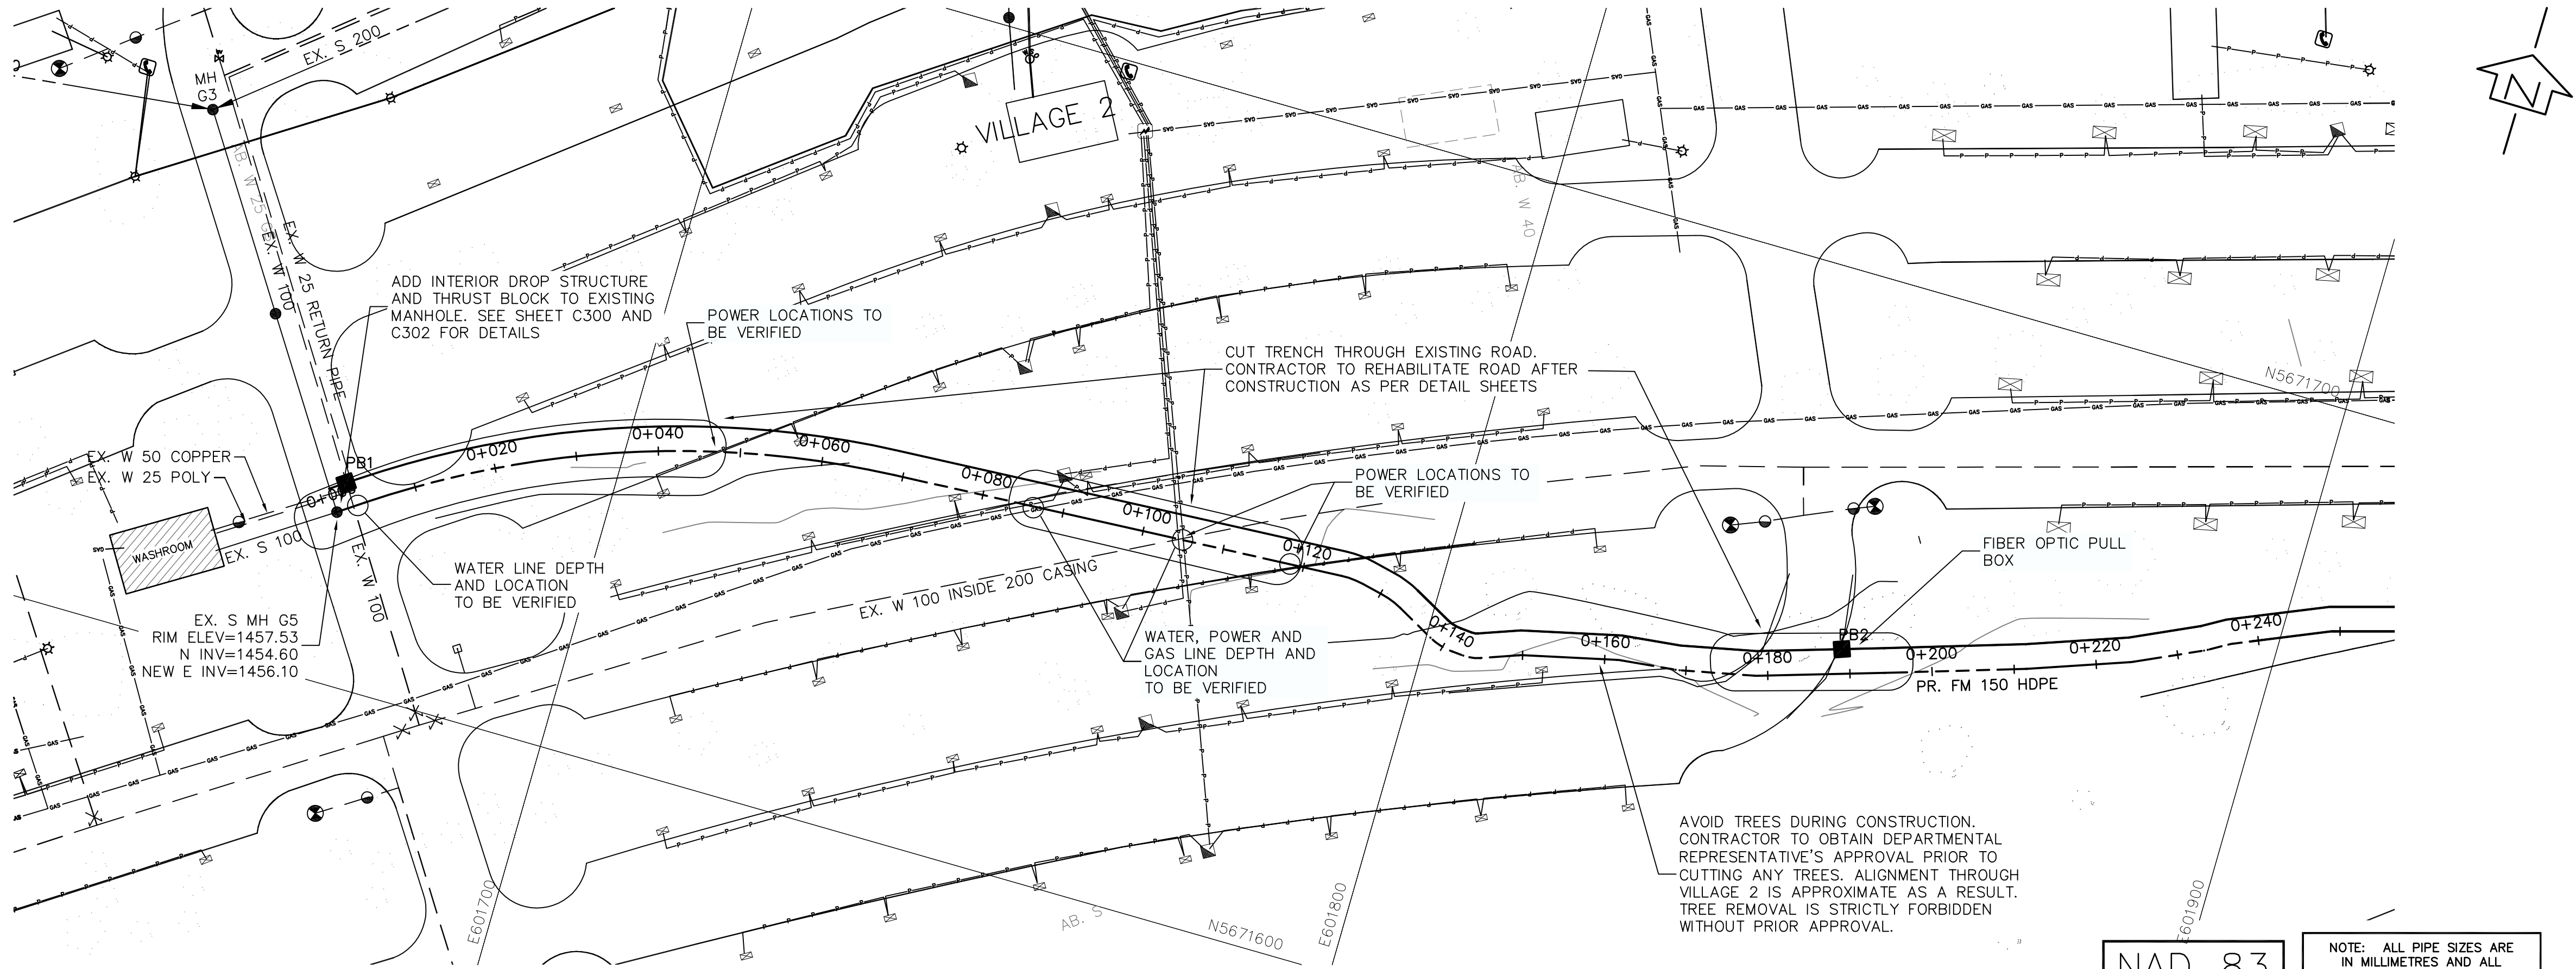 EX. S 200
MH
G3
VILLAGE 2
N
AB. W 25
EX. W 100
EX. W 25 RETURN PIPE
AB. W 40
ADD INTERIOR DROP STRUCTURE
AND THRUST BLOCK TO EXISTING
MANHOLE. SEE SHEET C300 AND
C302 FOR DETAILS
POWER LOCATIONS TO
BE VERIFIED
CUT TRENCH THROUGH EXISTING ROAD.
CONTRACTOR TO REHABILITATE ROAD AFTER
CONSTRUCTION AS PER DETAIL SHEETS
N5671700
EX. W 50 COPPER
EX. W 25 POLY
PB1
0+020
0+040
0+060
0+080
0+100
0+120
0+140
0+160
0+180
0+200
0+220
0+240
POWER LOCATIONS TO
BE VERIFIED
WASHROOM
EX. S 100
EX. W 100
WATER LINE DEPTH
AND LOCATION
TO BE VERIFIED
EX. W 100 INSIDE 200 CASING
FIBER OPTIC PULL
BOX
EX. S MH G5
RIM ELEV=1457.53
N INV=1454.60
NEW E INV=1456.10
WATER, POWER AND
GAS LINE DEPTH AND
LOCATION
TO BE VERIFIED
PB2
PR. FM 150 HDPE
AVOID TREES DURING CONSTRUCTION.
CONTRACTOR TO OBTAIN DEPARTMENTAL
REPRESENTATIVE'S APPROVAL PRIOR TO
CUTTING ANY TREES. ALIGNMENT THROUGH
VILLAGE 2 IS APPROXIMATE AS A RESULT.
TREE REMOVAL IS STRICTLY FORBIDDEN
WITHOUT PRIOR APPROVAL.
E601700
AB. S
N5671600
E601800
E601900
NAD 83
NOTE: ALL PIPE SIZES ARE
IN MILLIMETRES AND ALL